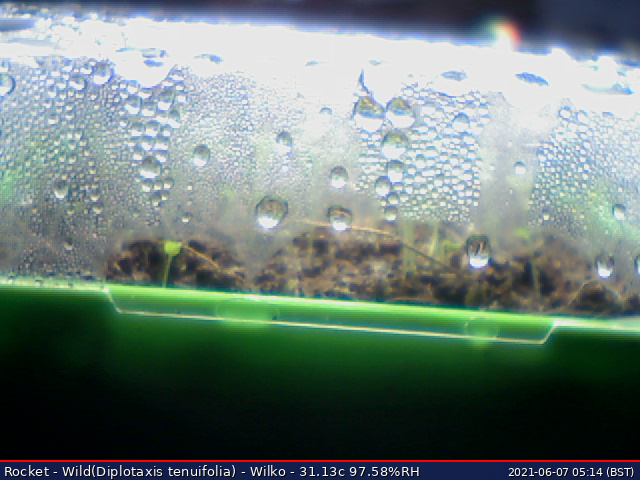 Rocket - Wild(Diplotaxis tenuifolia) - Wilko - 31.13c 97.58%RH
2021-06-07 05:14 (BST)